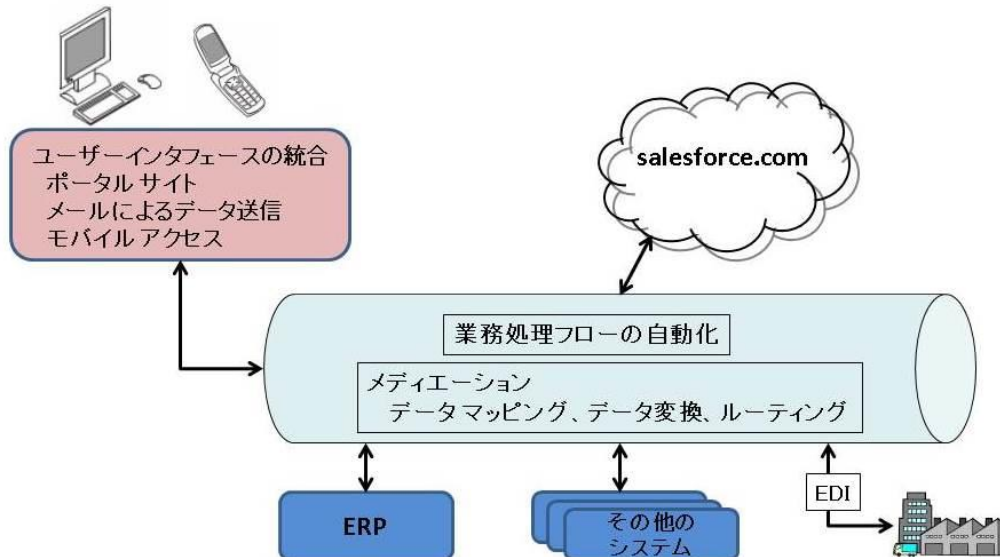 ユーザーインタフェースの統合
ポータルサイト
メールによるデータ送信
モバイルアクセス
salesforce.com
業務処理フローの自動化
メディエーション
データマッピング、データ変換、ルーティング
ERP
その他の
システム
EDI